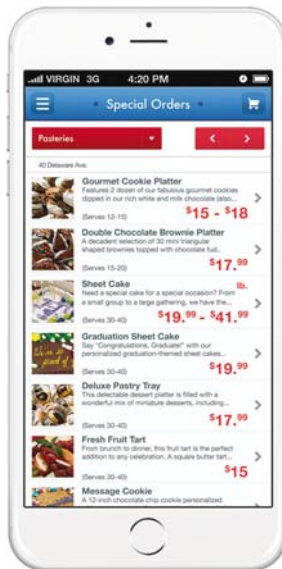 VIRGIN 3G 4:20 PM
Special Orders
Pasteries
40 Delaware Ave.
Gourmet Cookie Platter
Features 2 dozen of our fabulous gourmet cookies
dipped in our rich white and milk chocolate (also...
(Serves 12-15) $15 - $18
Double Chocolate Brownie Platter
A decadent selection of 30 mini triangular
shaped brownies topped with chocolate full..
(Serves 15-20) $17.99
Sheet Cake lb.
Need a special cake for a special occasion? From
a small group to a large gathering, we have the...
(Serves 30-40) $19.99 - $41.99
Graduation Sheet Cake
Say "Congratulations, Graduate!" with our
personalized graduation-themed sheet cakes...
(Serves 30-40) $19.99
Deluxe Pastry Tray
This delectable dessert platter is filled with a
wonderful mix of miniature desserts, including...
(Serves 30-40) $17.99
Fresh Fruit Tart
From brunch to dinner, this fruit tart is the perfect
addition to any celebration. A square butter tart...
(Serves 30-40) $15
Message Cookie
A 12-inch chocolate chip cookie personalized